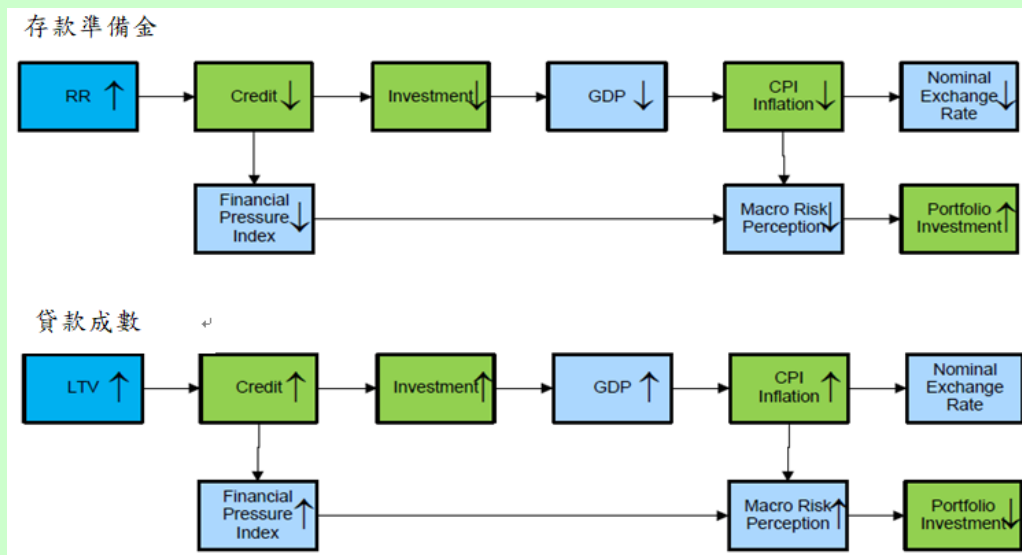 存款準備金
RR ↑
Credit ↓
Investment ↓
GDP ↓
CPI
Inflation ↓
Nominal
Exchange
Rate ↓
Financial
Pressure
Index ↓
Macro Risk
Perception ↓
Portfolio
Investment ↑
貸款成數 ↵
LTV ↑
Credit ↑
Investment ↑
GDP ↑
CPI
Inflation ↑
Nominal
Exchange
Rate
Financial
Pressure
Index ↑
Macro Risk
Perception ↑
Portfolio
Investment ↓